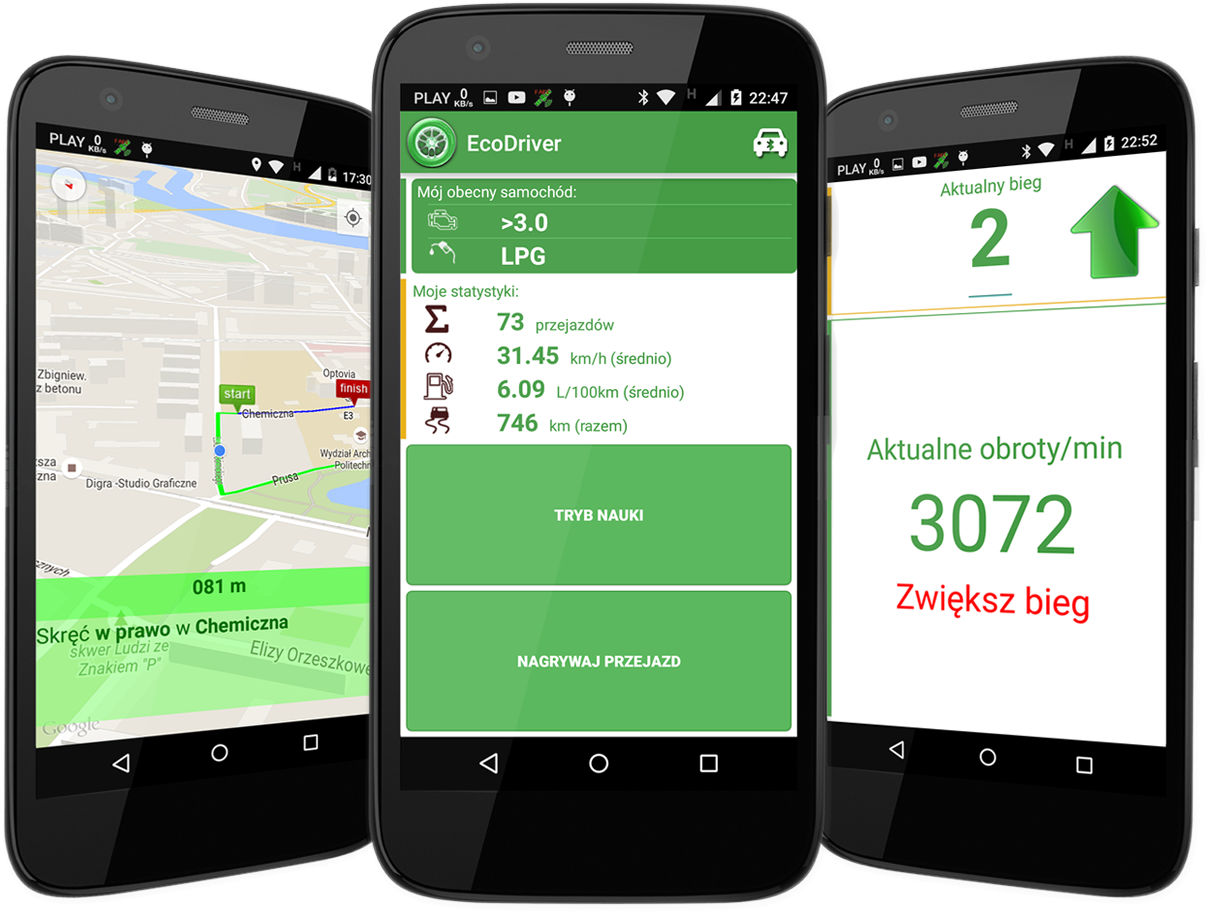 PLAY 0 KB/s 17:30
Zbigniew.
z betonu
Optovia
start
finish
Chemiczna
E3
Wydział Arch
Politechn
Prusa
Digra -Studio Graficzne
081 m
Skręć w prawo w Chemiczna
skwer Ludzi ze
Znakiem "P"
Elizy Orzeszkowe
Google
PLAY 0 KB/s H 22:47
EcoDriver
Mój obecny samochód:
>3.0
LPG
Moje statystyki:
73 przejazdów
31.45 km/h (średnio)
6.09 L/100km (średnio)
746 km (razem)
TRYB NAUKI
NAGRYWAJ PRZEJAZD
PLAY 0 KB/s H 22:52
Aktualny bieg
2
Aktualne obroty/min
3072
Zwiększ bieg